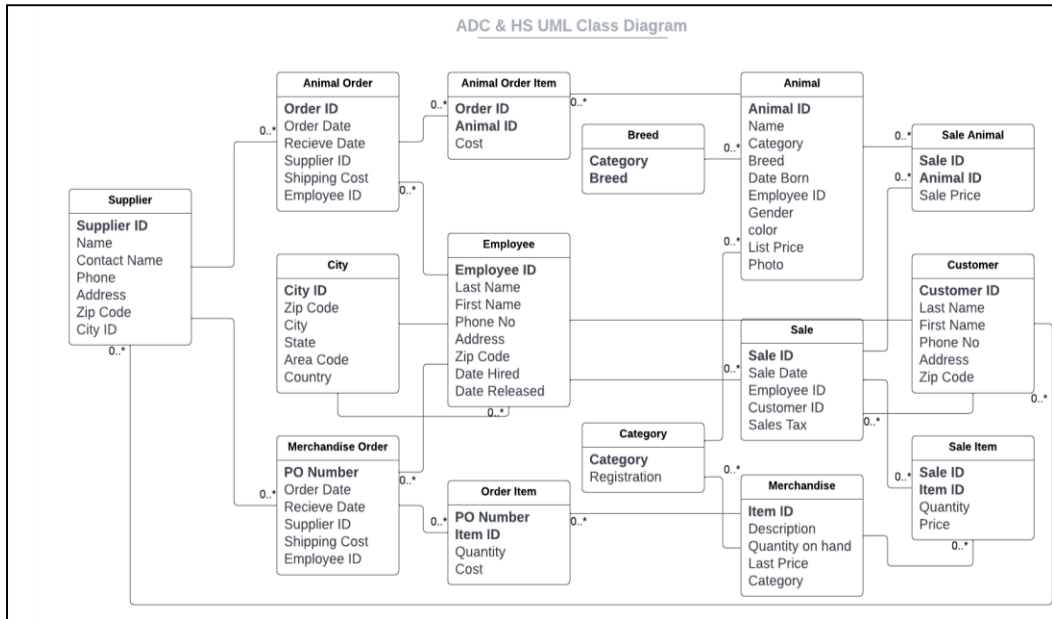 ADC & HS UML Class Diagram
Animal Order
Order ID
Order Date
Recieve Date
Supplier ID
Shipping Cost
Employee ID
0..*
0..*
Animal Order Item
Order ID
Animal ID
Cost
0..*
0..*
Breed
Category
Breed
Animal
Animal ID
Name
Category
Breed
Date Born
Employee ID
Gender
color
List Price
Photo
0..*
0..*
Sale Animal
Sale ID
Animal ID
Sale Price
0..*
0..*
Supplier
Supplier ID
Name
Contact Name
Phone
Address
Zip Code
City ID
0..*
City
City ID
Zip Code
City
State
Area Code
Country
Employee
Employee ID
Last Name
First Name
Phone No
Address
Zip Code
Date Hired
Date Released
0..*
Sale
Sale ID
Sale Date
Employee ID
Customer ID
Sales Tax
0..*
0..*
Customer
Customer ID
Last Name
First Name
Phone No
Address
Zip Code
0..*
Merchandise Order
PO Number
Order Date
Recieve Date
Supplier ID
Shipping Cost
Employee ID
0..*
0..*
Order Item
PO Number
Item ID
Quantity
Cost
0..*
0..*
Category
Category
Registration
Merchandise
Item ID
Description
Quantity on hand
Last Price
Category
0..*
Sale Item
Sale ID
Item ID
Quantity
Price
0..*
0..*